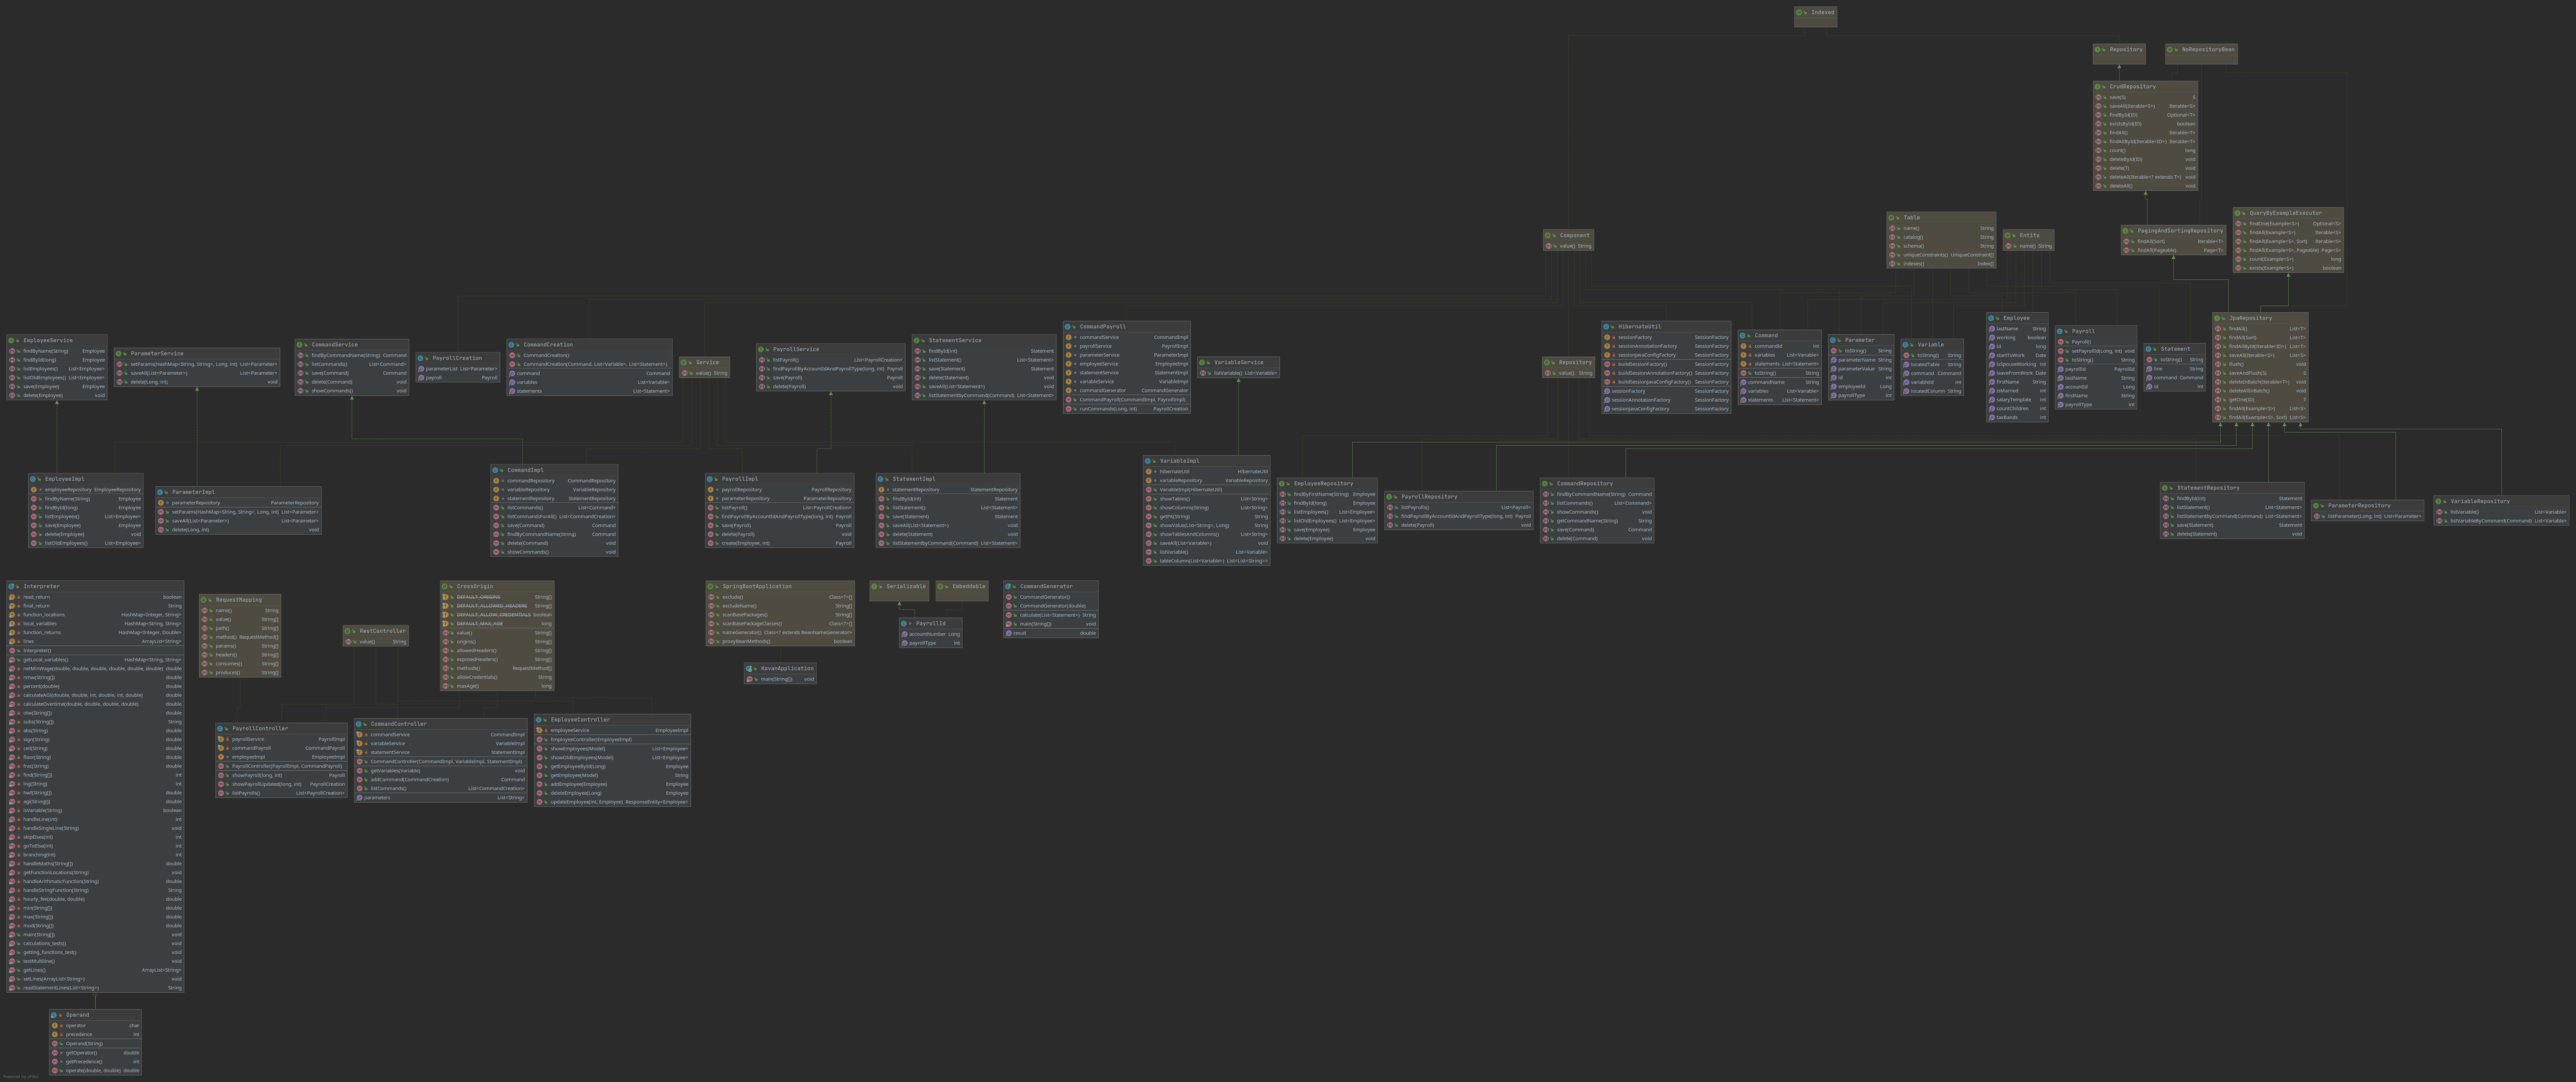 Indexed
Repository
NoRepositoryBean
CrudRepository
save(S) S
saveAll(Iterable<S>) Iterable<S>
findById(ID) Optional<T>
existsById(ID) boolean
findAll() Iterable<T>
findAllById(Iterable<ID>) Iterable<T>
count() long
deleteById(ID) void
delete(T) void
deleteAll(Iterable<? extends T>) void
deleteAll() void
Component
value() String
Table
name() String
catalog() String
schema() String
uniqueConstraints() UniqueConstraint[]
indexes() Index[]
Entity
name() String
PagingAndSortingRepository
findAll(Sort) Iterable<T>
findAll(Pageable) Page<T>
QueryByExampleExecutor
findOne(Example<S>) Optional<S>
findAll(Example<S>) Iterable<S>
findAll(Example<S>, Sort) Iterable<S>
findAll(Example<S>, Pageable) Page<S>
count(Example<S>) long
exists(Example<S>) boolean
EmployeeService
findByName(String) Employee
findById(long) Employee
listEmployees() List<Employee>
listOldEmployees() List<Employee>
save(Employee) Employee
delete(Employee) void
ParameterService
setParams(HashMap<String, String>, Long, int) List<Parameter>
saveAll(List<Parameter>) List<Parameter>
delete(Long, int) void
CommandService
findByCommandName(String) Command
listCommands() List<Command>
save(Command) Command
delete(Command) void
showCommands() void
PayrollCreation
parameterList List<Parameter>
payroll Payroll
CommandCreation
CommandCreation()
CommandCreation(Command, List<Variable>, List<Statement>)
command Command
variables List<Variable>
statements List<Statement>
Service
value() String
PayrollService
listPayroll() List<PayrollCreation>
findPayrollByAccountIdAndPayrollType(long, int) Payroll
save(Payroll) Payroll
delete(Payroll) void
StatementService
findById(int) Statement
listStatement() List<Statement>
save(Statement) Statement
delete(Statement) void
saveAll(List<Statement>) void
listStatementByCommand(Command) List<Statement>
CommandPayroll
commandService CommandImpl
payrollService PayrollImpl
parameterService ParameterImpl
employeeService EmployeeImpl
statementService StatementImpl
variableService VariableImpl
commandGenerator CommandGenerator
CommandPayroll(CommandImpl, PayrollImpl)
runCommands(Long, int) PayrollCreation
VariableService
listVariable() List<Variable>
Repository
value() String
HibernateUtil
sessionFactory SessionFactory
sessionAnnotationFactory SessionFactory
sessionJavaConfigFactory SessionFactory
buildSessionFactory() SessionFactory
buildSessionAnnotationFactory() SessionFactory
buildSessionJavaConfigFactory() SessionFactory
sessionFactory SessionFactory
sessionAnnotationFactory SessionFactory
sessionJavaConfigFactory SessionFactory
Command
commandId int
variables List<Variable>
statements List<Statement>
toString() String
commandName String
variables List<Variable>
statements List<Statement>
Parameter
toString() String
parameterName String
parameterValue String
id int
employeeId Long
payrollType int
Variable
toString() String
locatedTable String
command Command
variableId int
locatedColumn String
Employee
lastName String
working boolean
id long
startToWork Date
isSpouseWorking int
leaveFromWork Date
firstName String
isMarried int
salaryTemplate int
countChildren int
taxBands int
Payroll
Payroll()
setPayrollId(Long, int) void
toString() String
payrollId PayrollId
lastName String
accountId Long
firstName String
payrollType int
Statement
toString() String
line String
command Command
id int
JpaRepository
findAll() List<T>
findAll(Sort) List<T>
findAllById(Iterable<ID>) List<T>
saveAll(Iterable<S>) List<S>
flush() void
saveAndFlush(S) S
deleteInBatch(Iterable<T>) void
deleteAllInBatch() void
getOne(ID) T
findAll(Example<S>) List<S>
findAll(Example<S>, Sort) List<S>
EmployeeImpl
employeeRepository EmployeeRepository
findByName(String) Employee
findById(long) Employee
listEmployees() List<Employee>
save(Employee) Employee
delete(Employee) void
listOldEmployees() List<Employee>
ParameterImpl
parameterRepository ParameterRepository
setParams(HashMap<String, String>, Long, int) List<Parameter>
saveAll(List<Parameter>) List<Parameter>
delete(Long, int) void
CommandImpl
commandRepository CommandRepository
variableRepository VariableRepository
statementRepository StatementRepository
listCommands() List<Command>
listCommandsForAll() List<CommandCreation>
save(Command) Command
findByCommandName(String) Command
delete(Command) void
showCommands() void
PayrollImpl
payrollRepository PayrollRepository
parameterRepository ParameterRepository
listPayroll() List<PayrollCreation>
findPayrollByAccountIdAndPayrollType(long, int) Payroll
save(Payroll) Payroll
delete(Payroll) void
create(Employee, int) Payroll
StatementImpl
statementRepository StatementRepository
findById(int) Statement
listStatement() List<Statement>
save(Statement) Statement
saveAll(List<Statement>) void
delete(Statement) void
listStatementByCommand(Command) List<Statement>
VariableImpl
hibernateUtil HibernateUtil
variableRepository VariableRepository
VariableImpl(HibernateUtil)
showTables() List<String>
showColumns(String) List<String>
getPK(String) String
showValue(List<String>, Long) String
showTablesAndColumns() List<String>
saveAll(List<Variable>) void
listVariable() List<Variable>
tableColumn(List<Variable>) List<List<String>>
EmployeeRepository
findByFirstName(String) Employee
findById(long) Employee
listEmployees() List<Employee>
listOldEmployees() List<Employee>
save(Employee) Employee
delete(Employee) void
PayrollRepository
listPayrolls() List<Payroll>
findPayrollByAccountIdAndPayrollType(long, int) Payroll
delete(Payroll) void
CommandRepository
findByCommandName(String) Command
listCommands() List<Command>
showCommands() void
getCommandName(String) String
save(Command) Command
delete(Command) void
StatementRepository
findById(int) Statement
listStatement() List<Statement>
listStatementbyCommand(Command) List<Statement>
save(Statement) Statement
delete(Statement) void
ParameterRepository
listParameter(Long, int) List<Parameter>
VariableRepository
listVariable() List<Variable>
listVariableByCommand(Command) List<Variable>
Interpreter
read_return boolean
final_return String
function_locations HashMap<Integer, String>
local_variables HashMap<String, String>
function_returns HashMap<Integer, Double>
lines ArrayList<String>
Interpreter()
getLocal_variables() HashMap<String, String>
netMinWage(double, double, double, double, double, double) double
nmw(String[]) double
percent(double) double
calculateAGI(double, double, int, double, int, double) double
calculateOvertime(double, double, double, double) double
ote(String[]) double
subs(String[]) String
abs(String) double
sign(String) double
ceil(String) double
floor(String) double
frac(String) double
find(String[]) int
lng(String) int
hwf(String[]) double
agi(String[]) double
isVariable(String) boolean
handleLine(int) int
handleSingleLine(String) void
skipElses(int) int
goToElse(int) int
branching(int) int
handleMaths(String[]) double
getFunctionLocations(String) void
handleArithmaticFunction(String) double
handleStringFunction(String) String
hourly_fee(double, double) double
min(String[]) double
max(String[]) double
mod(String[]) double
main(String[]) void
calculations_tests() void
getting_functions_test() void
testMultiline() void
getLines() ArrayList<String>
setLines(ArrayList<String>) void
readStatementLines(List<String>) String
RequestMapping
name() String
value() String[]
path() String[]
method() RequestMethod[]
params() String[]
headers() String[]
consumes() String[]
produces() String[]
RestController
value() String
CrossOrigin
DEFAULT_ORIGINS String[]
DEFAULT_ALLOWED_HEADERS String[]
DEFAULT_ALLOW_CREDENTIALS boolean
DEFAULT_MAX_AGE long
value() String[]
origins() String[]
allowedHeaders() String[]
exposedHeaders() String[]
methods() RequestMethod[]
allowCredentials() String
maxAge() long
SpringBootApplication
exclude() Class<?>[]
excludeName() String[]
scanBasePackages() String[]
scanBasePackageClasses() Class<?>[]
nameGenerator() Class<? extends BeanNameGenerator>
proxyBeanMethods() boolean
Serializable
Embeddable
CommandGenerator
CommandGenerator()
CommandGenerator(double)
calculate(List<Statement>) String
main(String[]) void
result double
PayrollId
accountNumber Long
payrollType int
HovanApplication
main(String[]) void
PayrollController
payrollService PayrollImpl
commandPayroll CommandPayroll
employeeImpl EmployeeImpl
PayrollController(PayrollImpl, CommandPayroll)
showPayroll(long, int) Payroll
showPayrollUpdated(long, int) PayrollCreation
listPayrolls() List<PayrollCreation>
CommandController
commandService CommandImpl
variableService VariableImpl
statementService StatementImpl
CommandController(CommandImpl, VariableImpl, StatementImpl)
getVariables(Variable) void
addCommand(CommandCreation) Command
listCommands() List<CommandCreation>
parameters List<String>
EmployeeController
employeeService EmployeeImpl
EmployeeController(EmployeeImpl)
showEmployees(Model) List<Employee>
showOldEmployees(Model) List<Employee>
getEmployeeById(Long) Employee
getEmployee(Model) String
addEmployee(Employee) Employee
deleteEmployee(Long) Employee
updateEmployee(int, Employee) ResponseEntity<Employee>
Operand
operator char
precedence int
Operand(String)
getOperator() double
getPrecedence() int
operate(double, double) double
Powered by yFiles